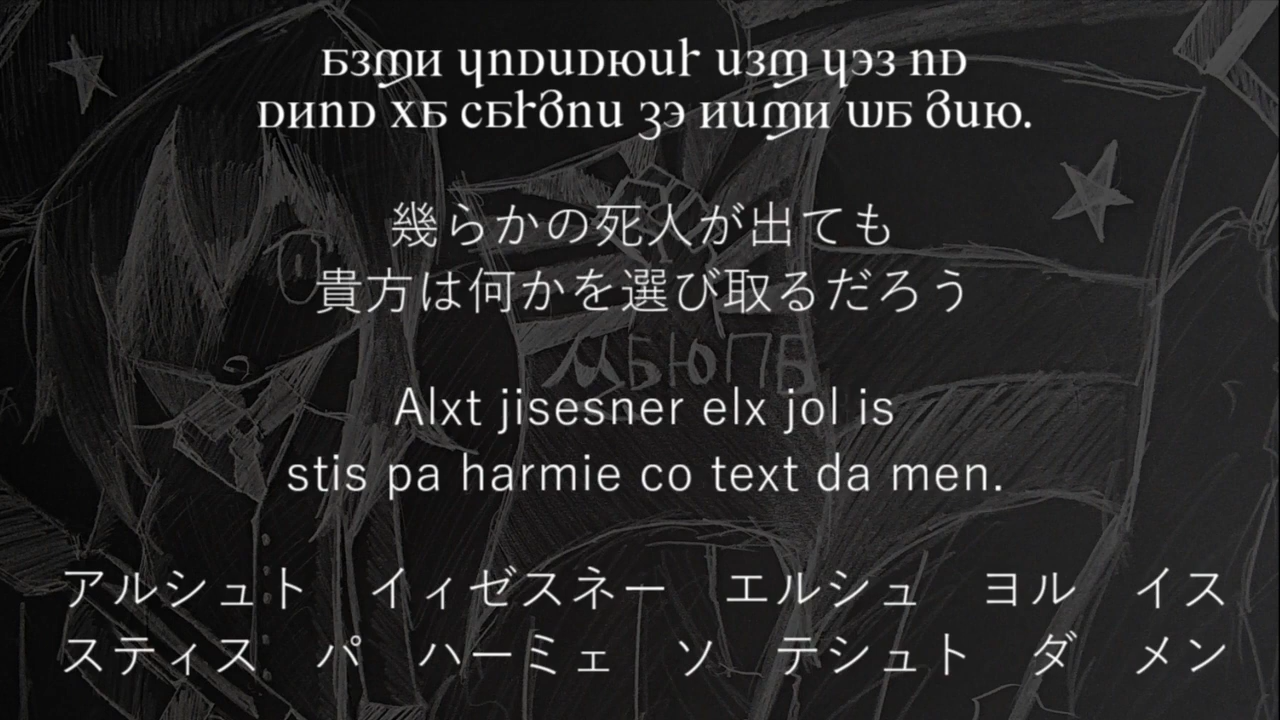 幾らかの死人が出ても
貴方は何かを選び取るだろう
Alxt jisesner elx jol is
stis pa harmie co text da men.
アルシュト　イィゼスネー　エルシュ　ヨル　イス
スティス　パ　ハーミェ　ソ　テシュト　ダ　メン